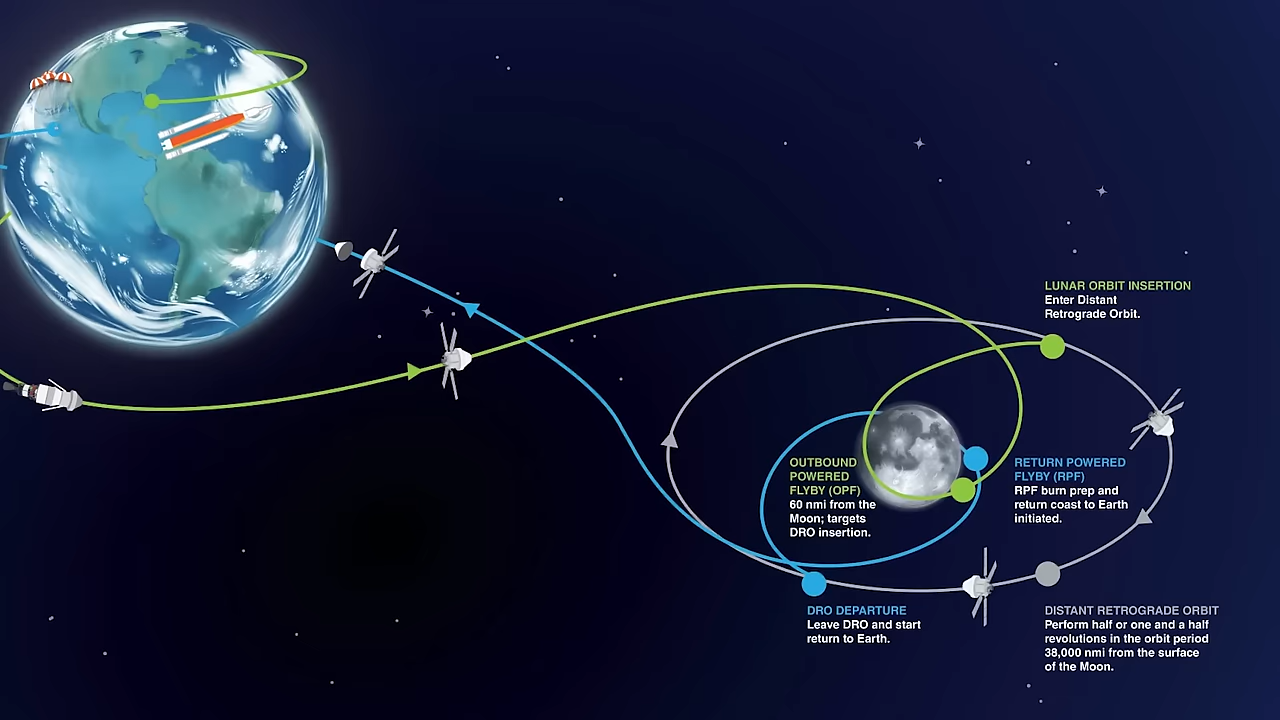 LUNAR ORBIT INSERTION
Enter Distant
Retrograde Orbit.
OUTBOUND
POWERED
FLYBY (OPF)
60 nmi from the
Moon; targets
DRO insertion.
RETURN POWERED
FLYBY (RPF)
RPF burn prep and
return coast to Earth
initiated.
DRO DEPARTURE
Leave DRO and start
return to Earth.
DISTANT RETROGRADE ORBIT
Perform half or one and a half
revolutions in the orbit period
38,000 nmi from the surface
of the Moon.